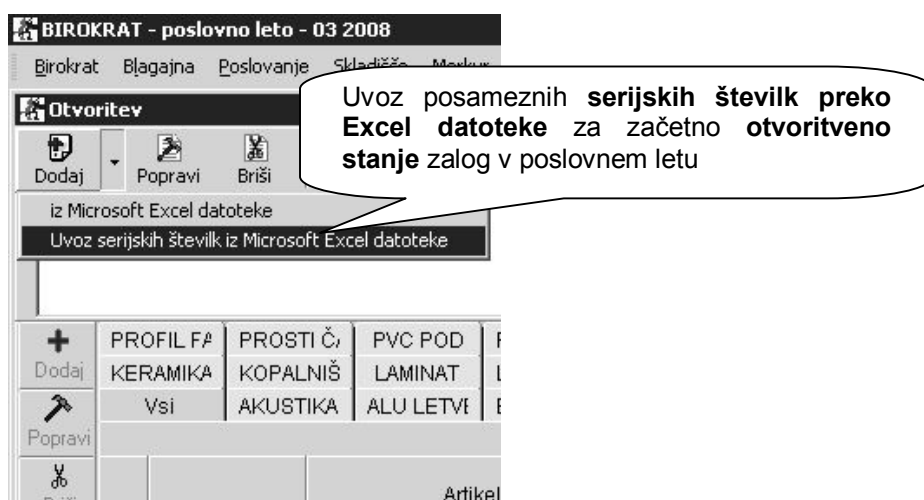 BIROKRAT - poslovno leto - 03 2008
Birokrat Blagajna Poslovanje Skladišče
Uvoz posameznih serijskih številk preko
Excel datoteke za začetno otvoritveno
stanje zalog v poslovnem letu
Otvoritev
Dodaj Popravi Briši
iz Microsoft Excel datoteke
Uvoz serijskih številk iz Microsoft Excel datoteke
Dodaj
PROFIL FA PROSTI Č PVC POD
KERAMIKA KOPALNIŠ LAMINAT
Vsi AKUSTIKA ALU LETVI
Popravi
Artikel